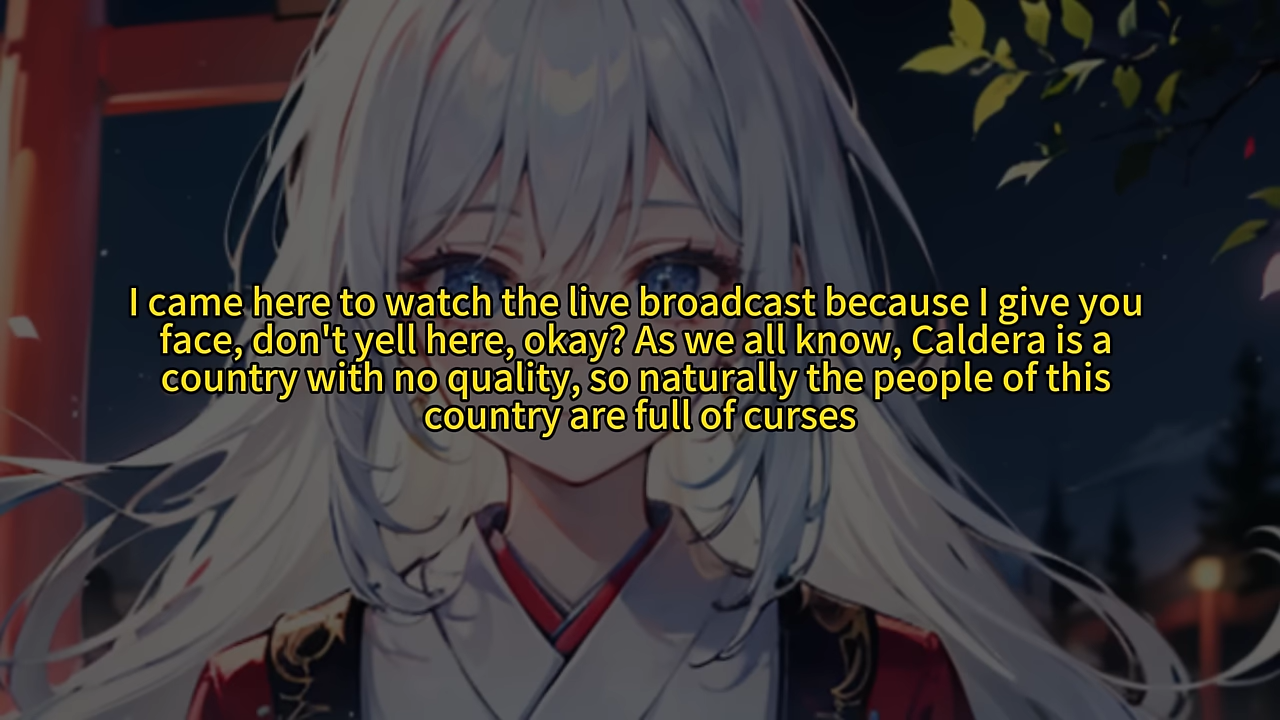 I came here to watch the live broadcast because I give you
face, don't yell here, okay? As we all know, Caldera is a
country with no quality, so naturally the people of this
country are full of curses